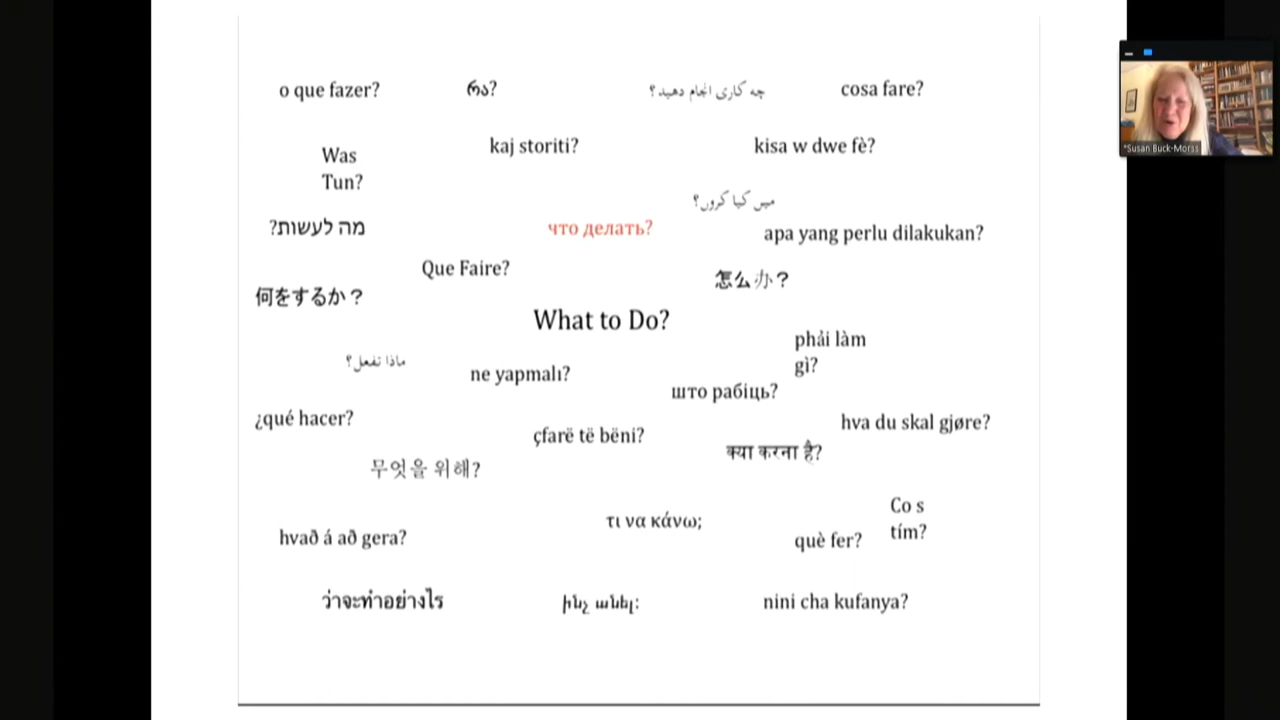 o que fazer?
რა?
چه کاری انجام دهید؟
cosa fare?
kaj storiti?
kisa w dwe fè?
Was
Tun?
میں کیا کروں؟
מה לעשות?
что делать?
apa yang perlu dilakukan?
Que Faire?
怎么办？
何をするか？
What to Do?
phải làm
gì?
ماذا تفعل؟
ne yapmalı?
што рабіць?
¿qué hacer?
hva du skal gjøre?
çfarë të bëni?
क्या करना है?
무엇을 위해?
Co s
tím?
τι να κάνω;
hvað á að gera?
què fer?
ว่าจะทำอย่างไร
ինչ անել:
nini cha kufanya?
*Susan Buck-Morss